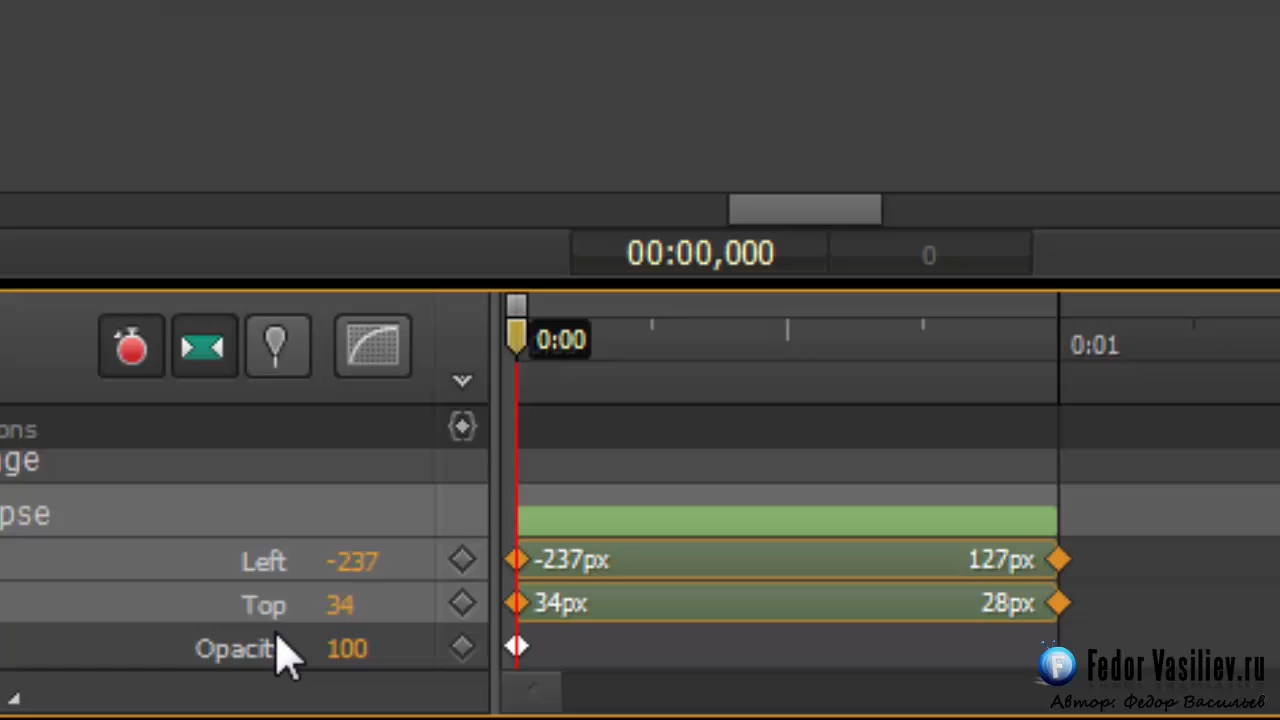 00:00,000 0
0:00 0:01
ons
ge
pse
Left -237 -237px 127px
Top 34 34px 28px
Opacit 100
Fedor Vasiliev.ru
Автор: Федор Васильев